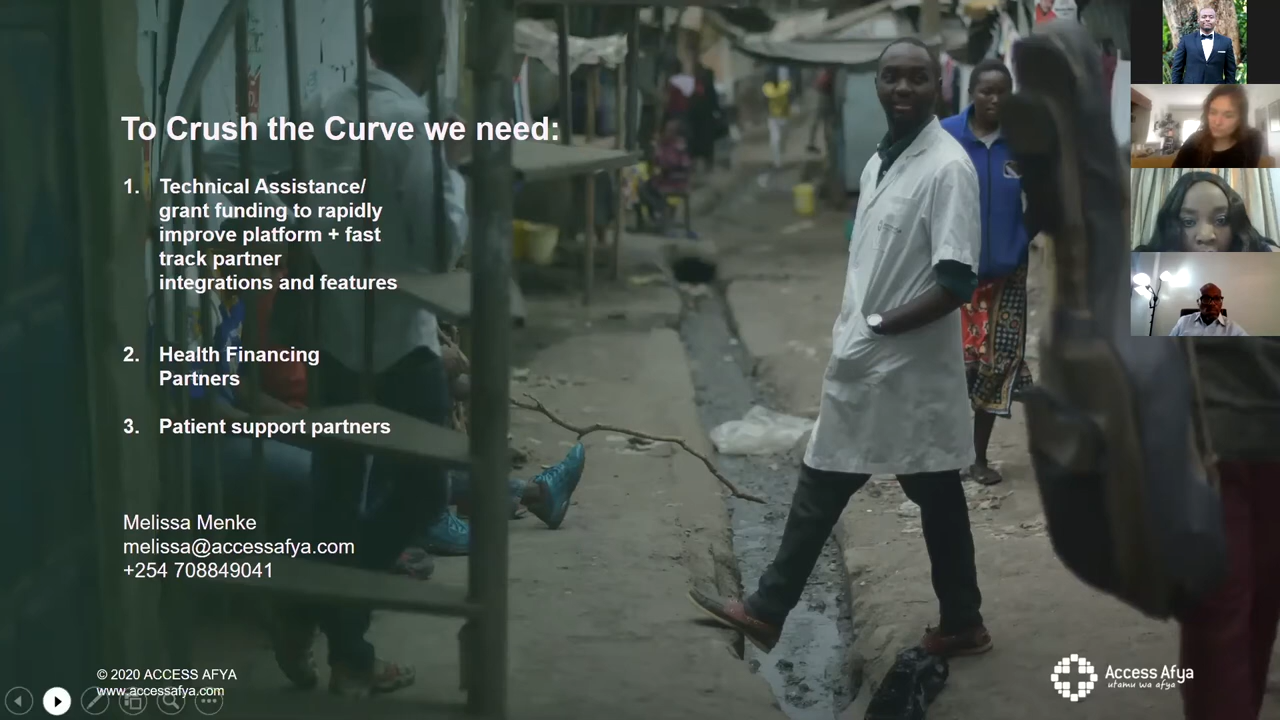 To Crush the Curve we need:
1. Technical Assistance/
grant funding to rapidly
improve platform + fast
track partner
integrations and features
2. Health Financing
Partners
3. Patient support partners
Melissa Menke
melissa@accessafya.com
+254 708849041
© 2020 ACCESS AFYA
www.accessafya.com
Access Afya
utamu wa afya